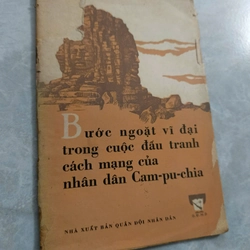 Bước ngoặt vĩ đại
trong cuộc đấu tranh
cách mạng của
nhân dân Cam-pu-chia
NHÀ XUẤT BẢN QUÂN ĐỘI NHÂN DÂN